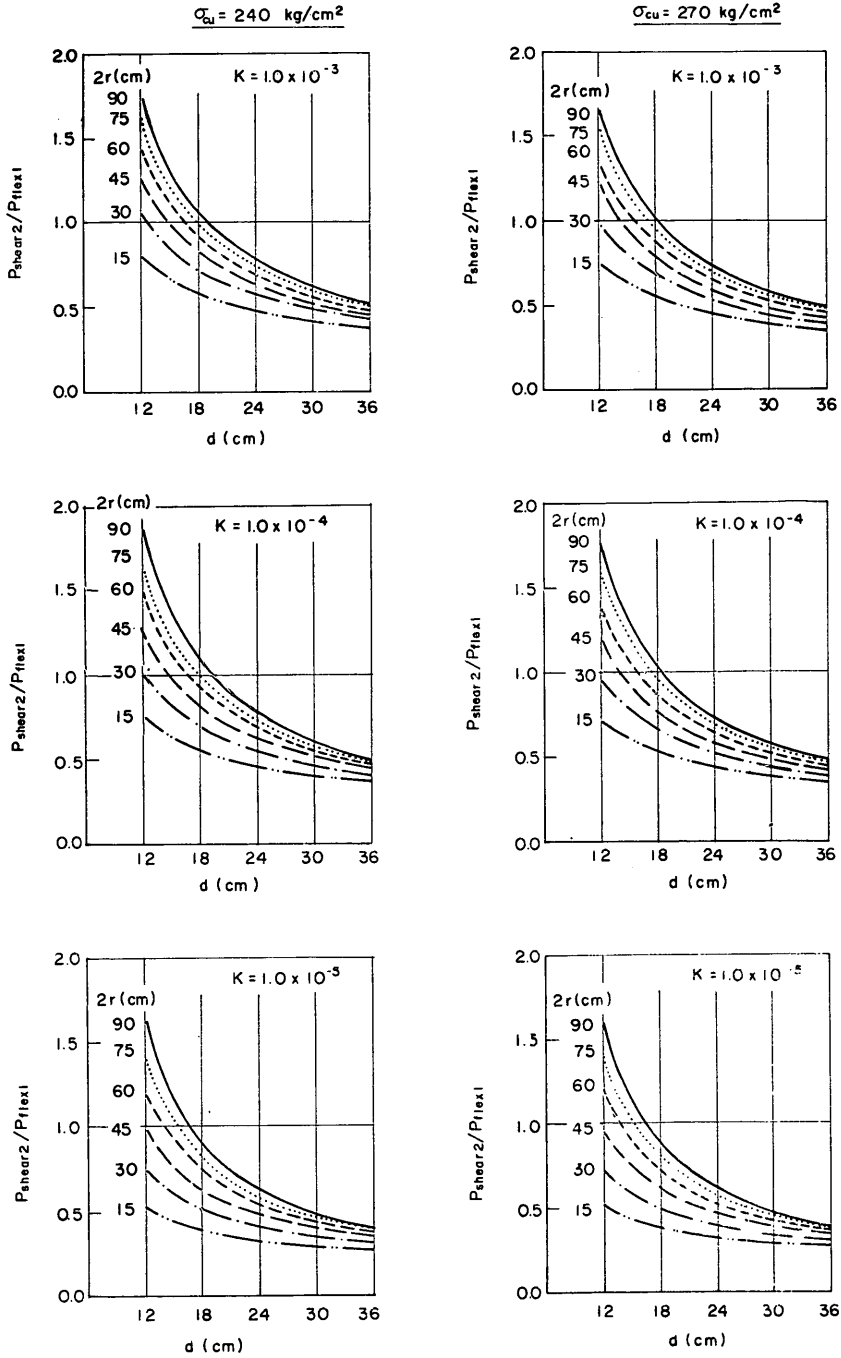 σcu = 240 kg/cm²
σcu = 270 kg/cm²
2.0
1.5
1.0
0.5
0.0
2r(cm)
90
75
60
45
30
15
K = 1.0 x 10⁻³
12 18 24 30 36
d (cm)
Pshear2/Pflex1
2.0
1.5
1.0
0.5
0.0
2r(cm)
90
75
60
45
30
15
K = 1.0 x 10⁻³
12 18 24 30 36
d (cm)
Pshear2/Pflex1
2.0
1.5
1.0
0.5
0.0
2r(cm)
90
75
60
45
30
15
K = 1.0 x 10⁻⁴
12 18 24 30 36
d (cm)
Pshear2/Pflex1
2.0
1.5
1.0
0.5
0.0
2r(cm)
90
75
60
45
30
15
K = 1.0 x 10⁻⁴
12 18 24 30 36
d (cm)
Pshear2/Pflex1
2.0
1.5
1.0
0.5
0.0
2r(cm)
90
75
60
45
30
15
K = 1.0 x 10⁻⁵
12 18 24 30 36
d (cm)
Pshear2/Pflex1
2.0
1.5
1.0
0.5
0.0
2r(cm)
90
75
60
45
30
15
K = 1.0 x 10⁻⁵
12 18 24 30 36
d (cm)
Pshear2/Pflex1